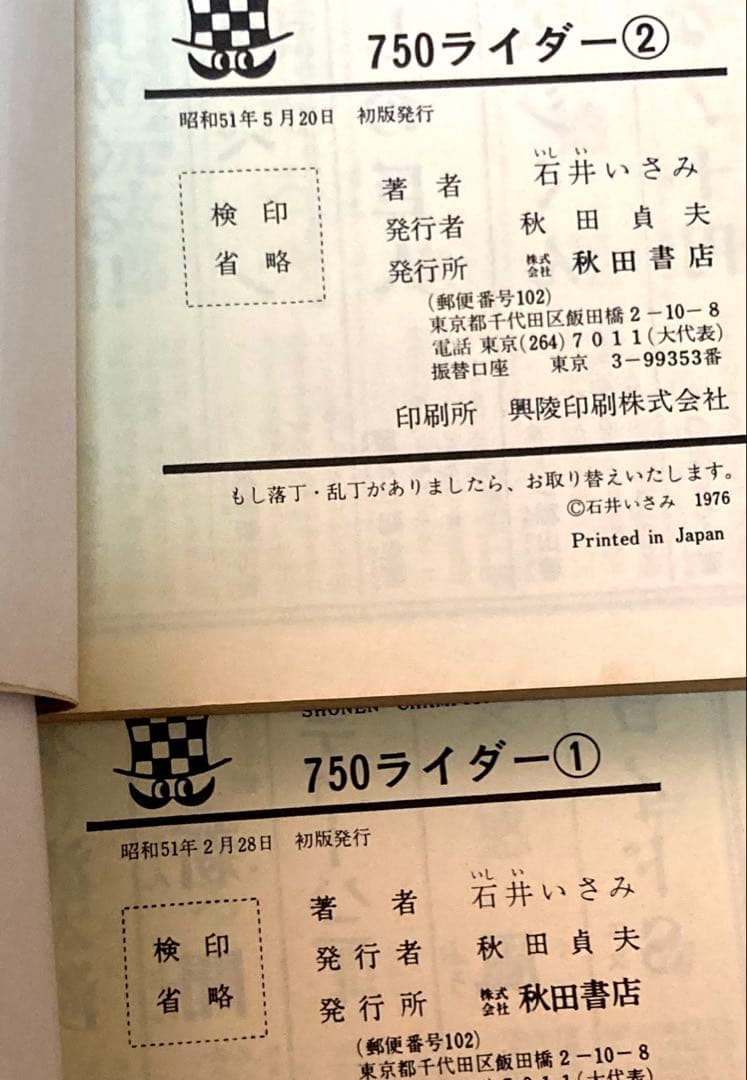 750ライダー②
昭和51年5月20日 初版発行
検印
省略
著者 石井いさみ
いしい
発行者 秋田貞夫
発行所 株式会社 秋田書店
(郵便番号102)
東京都千代田区飯田橋2-10-8
電話 東京(264)7011(大代表)
振替口座 東京 3-99353番
印刷所 興陵印刷株式会社
もし落丁・乱丁がありましたら、お取り替えいたします。
©石井いさみ 1976
Printed in Japan
SHONEN CHAMPION
750ライダー①
昭和51年2月28日 初版発行
検印
省略
著者 石井いさみ
いしい
発行者 秋田貞夫
発行所 株式会社 秋田書店
(郵便番号102)
東京都千代田区飯田橋2-10-8